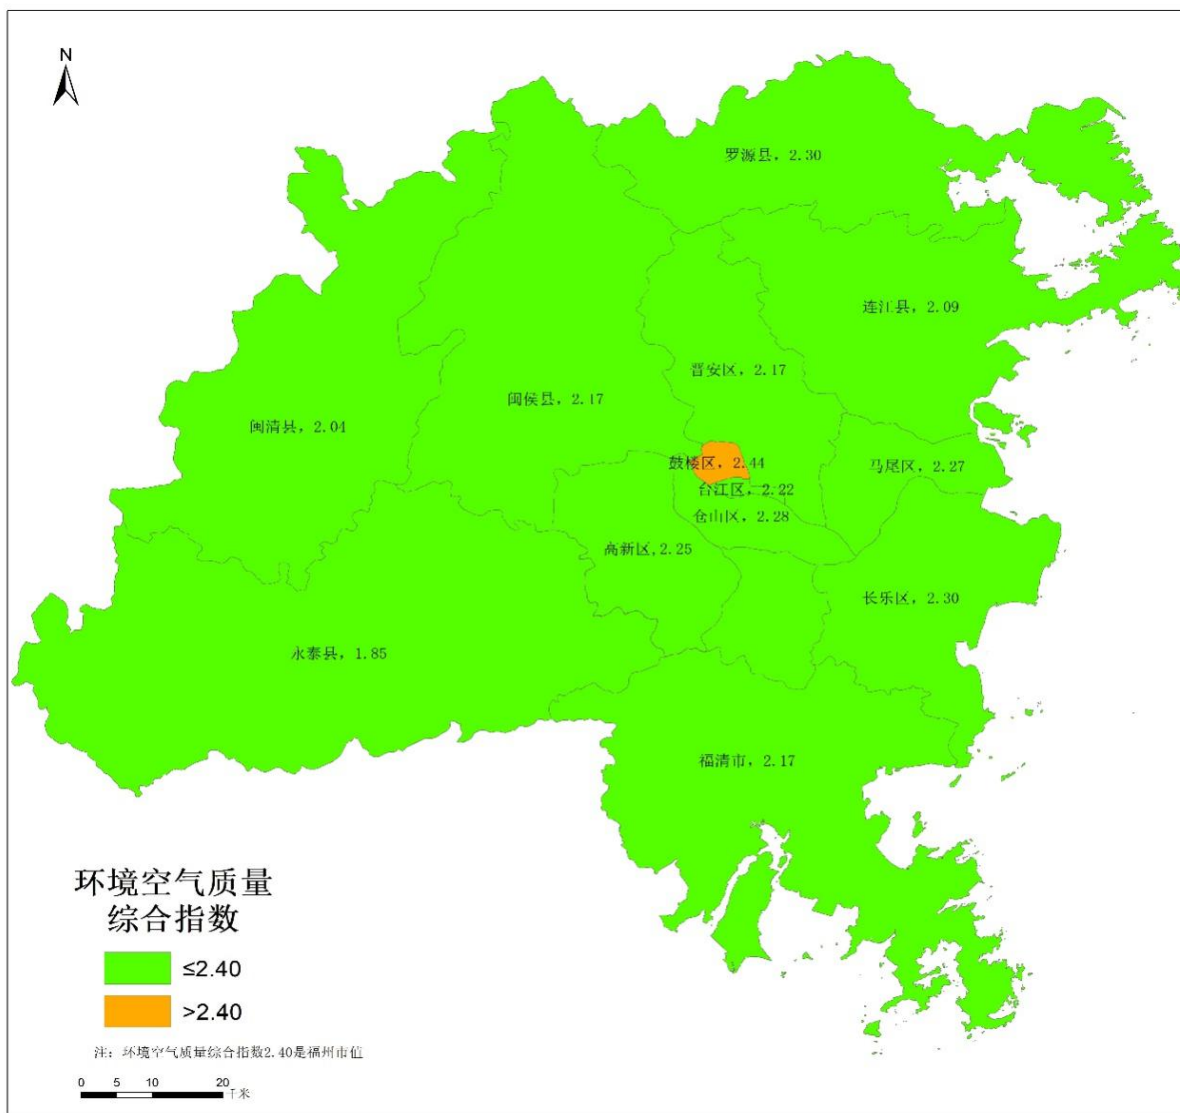 N
罗源县，2.30
连江县，2.09
晋安区，2.17
闽侯县，2.17
闽清县，2.04
鼓楼区，2.44
马尾区，2.27
台江区，2.22
仓山区，2.28
高新区,2.25
长乐区，2.30
永泰县，1.85
福清市，2.17
环境空气质量
综合指数
≤2.40
>2.40
注：环境空气质量综合指数2.40是福州市值
0 5 10 20
千米